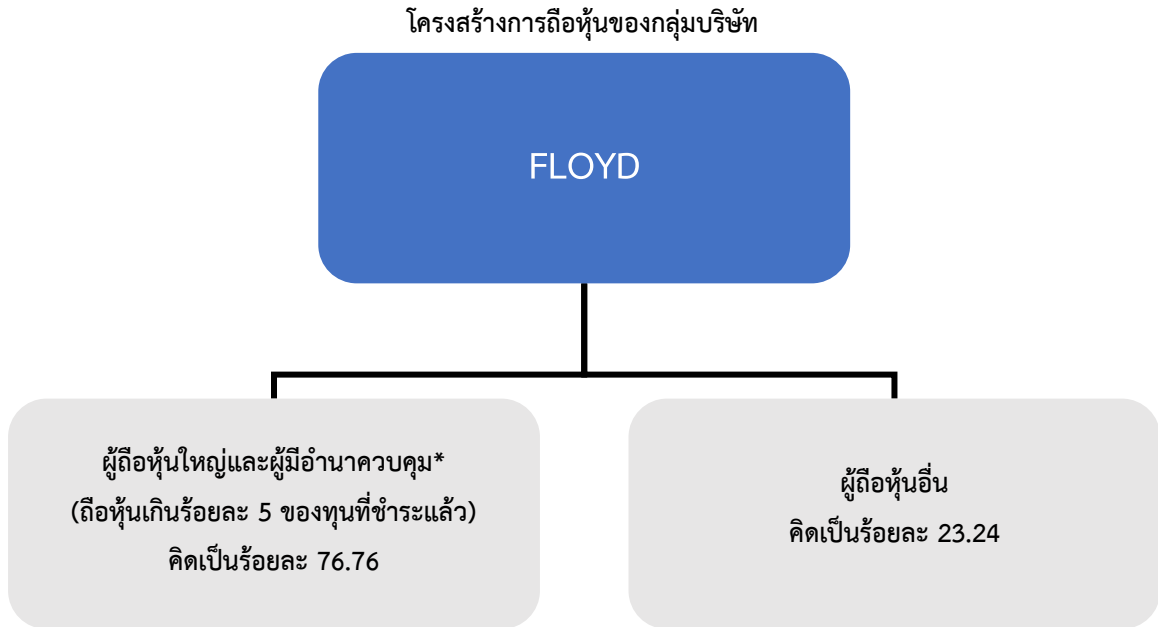 โครงสร้างการถือหุ้นของกลุ่มบริษัท
FLOYD
ผู้ถือหุ้นใหญ่และผู้มีอำนาควบคุม*
(ถือหุ้นเกินร้อยละ 5 ของทุนที่ชำระแล้ว)
คิดเป็นร้อยละ 76.76
ผู้ถือหุ้นอื่น
คิดเป็นร้อยละ 23.24